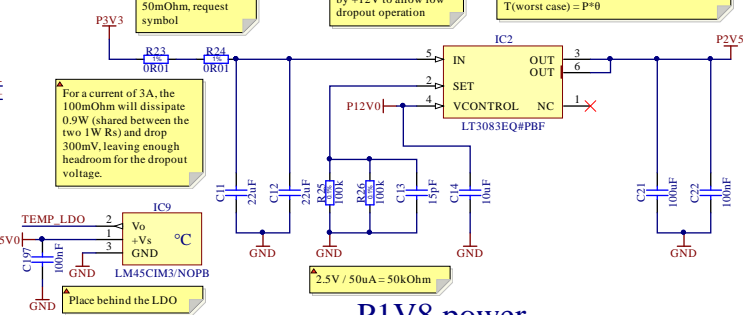 50mOhm, request
symbol
by +12V to allow low
dropout operation
T(worst case) = P*θ
P3V3
R23
1%
0R01
R24
1%
0R01
IC2
5
IN
OUT
3
OUT
6
2
SET
4
VCONTROL
NC
1
LT3083EQ#PBF
P12V0
P2V5
For a current of 3A, the
100mOhm will dissipate
0.9W (shared between the
two 1W Rs) and drop
300mV, leaving enough
headroom for the dropout
voltage.
C11
22uF
C12
22uF
R25
0.1%
100k
R26
0.1%
100k
C13
15pF
C14
10uF
C21
100uF
C22
100nF
GND
GND
GND
GND
IC9
TEMP_LDO
2
Vo
5V0
1
+Vs
°C
3
GND
LM45CIM3/NOPB
C197
100nF
GND
GND
Place behind the LDO
2.5V / 50uA = 50kOhm
P1V8 power